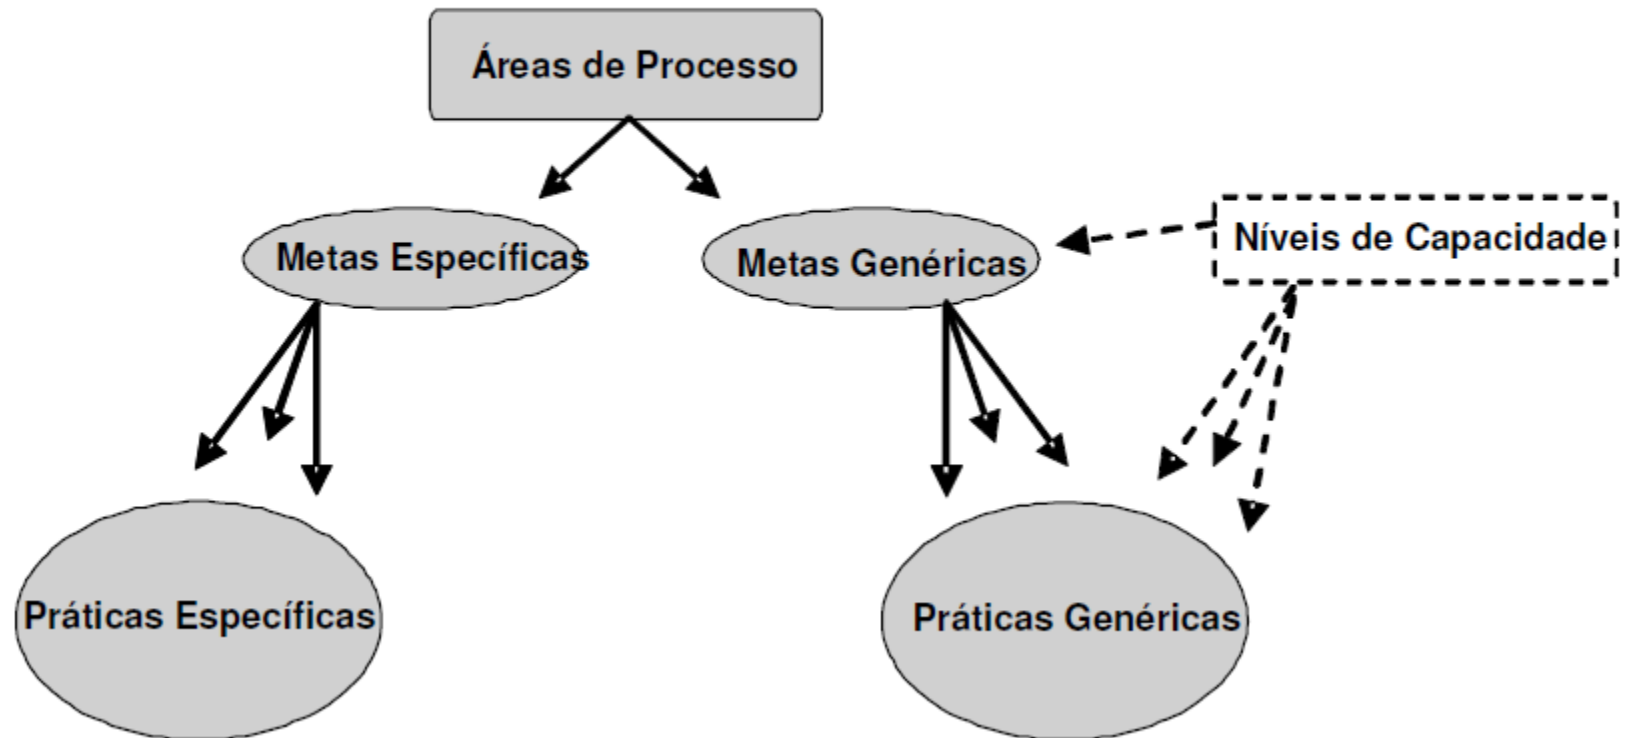 Áreas de Processo
Metas Específicas
Metas Genéricas
Níveis de Capacidade
Práticas Específicas
Práticas Genéricas